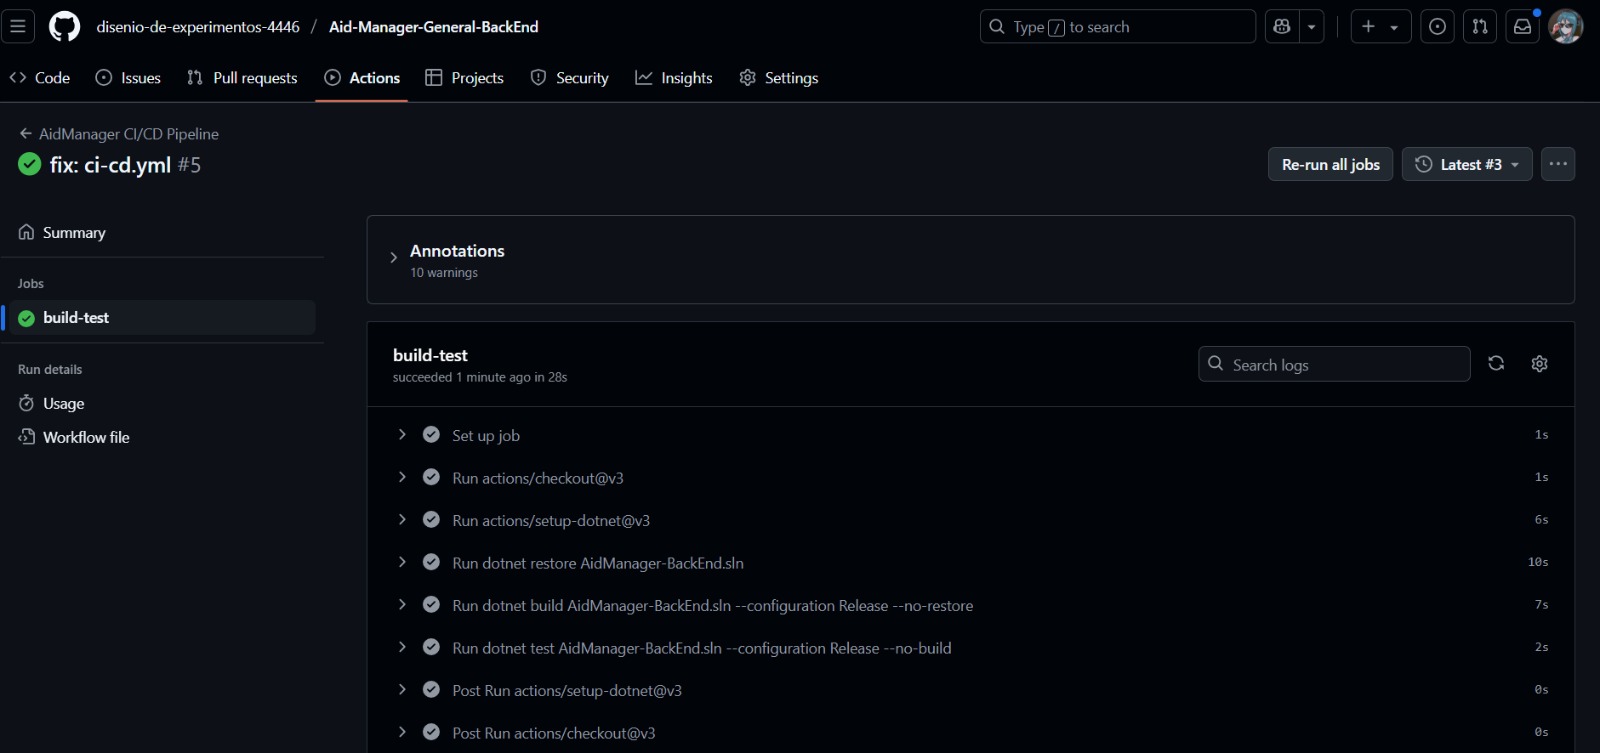 disenio-de-experimentos-4446 / Aid-Manager-General-BackEnd
Type / to search
Code
Issues
Pull requests
Actions
Projects
Security
Insights
Settings
AidManager CI/CD Pipeline
fix: ci-cd.yml #5
Re-run all jobs
Latest #3
Summary
Jobs
build-test
Run details
Usage
Workflow file
Annotations
10 warnings
build-test
succeeded 1 minute ago in 28s
Search logs
Set up job 1s
Run actions/checkout@v3 1s
Run actions/setup-dotnet@v3 6s
Run dotnet restore AidManager-BackEnd.sln 10s
Run dotnet build AidManager-BackEnd.sln --configuration Release --no-restore 7s
Run dotnet test AidManager-BackEnd.sln --configuration Release --no-build 2s
Post Run actions/setup-dotnet@v3 0s
Post Run actions/checkout@v3 0s